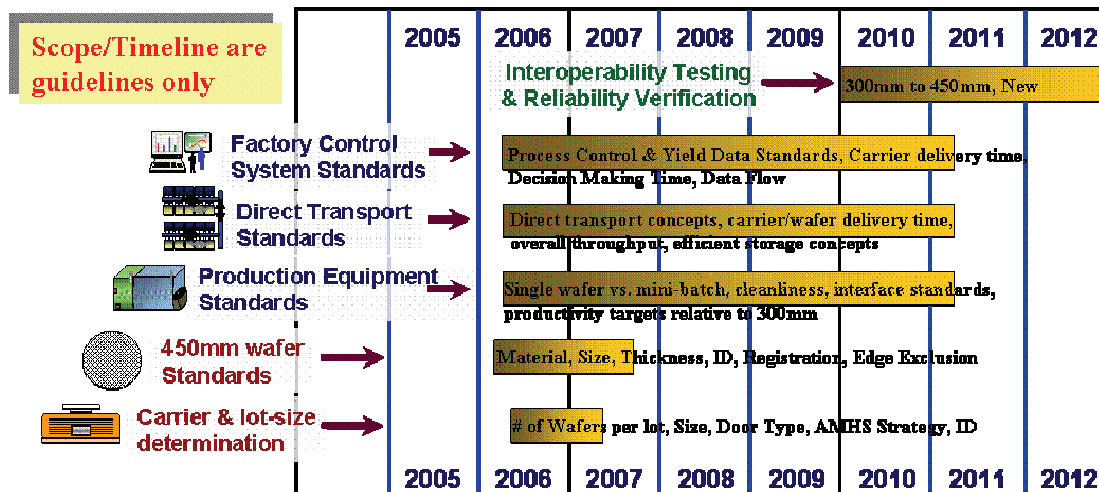 Scope/Timeline are
guidelines only
2005 2006 2007 2008 2009 2010 2011 2012
Interoperability Testing
& Reliability Verification
300mm to 450mm, New
Factory Control
System Standards
Process Control & Yield Data Standards, Carrier delivery time,
Decision Making Time, Data Flow
Direct Transport
Standards
Direct transport concepts, carrier/wafer delivery time,
overall throughput, efficient storage concepts
Production Equipment
Standards
Single wafer vs. mini-batch, cleanliness, interface standards,
productivity targets relative to 300mm
450mm wafer
Standards
Material, Size, Thickness, ID, Registration, Edge Exclusion
Carrier & lot-size
determination
# of Wafers per lot, Size, Door Type, AMHS Strategy, ID
2005 2006 2007 2008 2009 2010 2011 2012